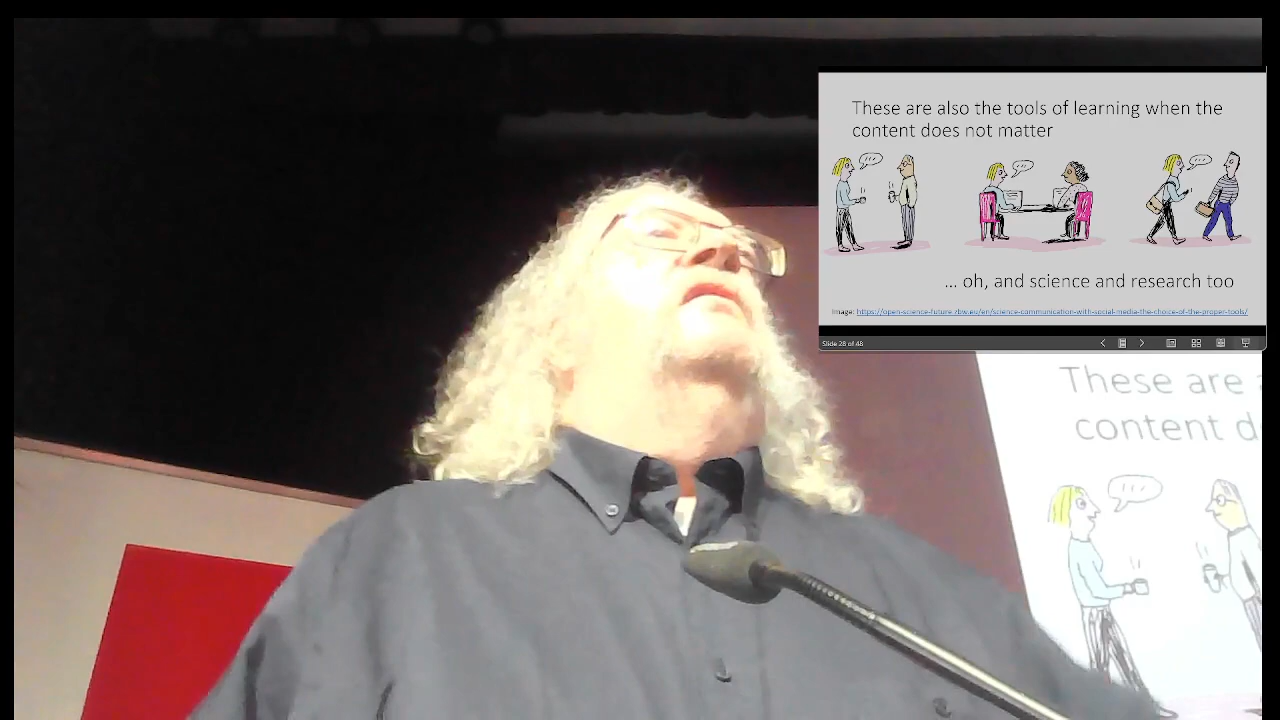 These are also the tools of learning when the
content does not matter
... oh, and science and research too
Image: https://open-science-future.zbw.eu/en/science-communication-with-social-media-the-choice-of-the-proper-tools/
Slide 28 of 48
These are
content d